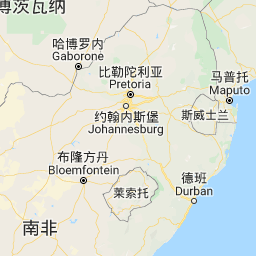 博茨瓦纳
哈博罗内
Gaborone
比勒陀利亚
Pretoria
马普托
Maputo
约翰内斯堡
Johannesburg
斯威士兰
布隆方丹
Bloemfontein
莱索托
德班
Durban
南非